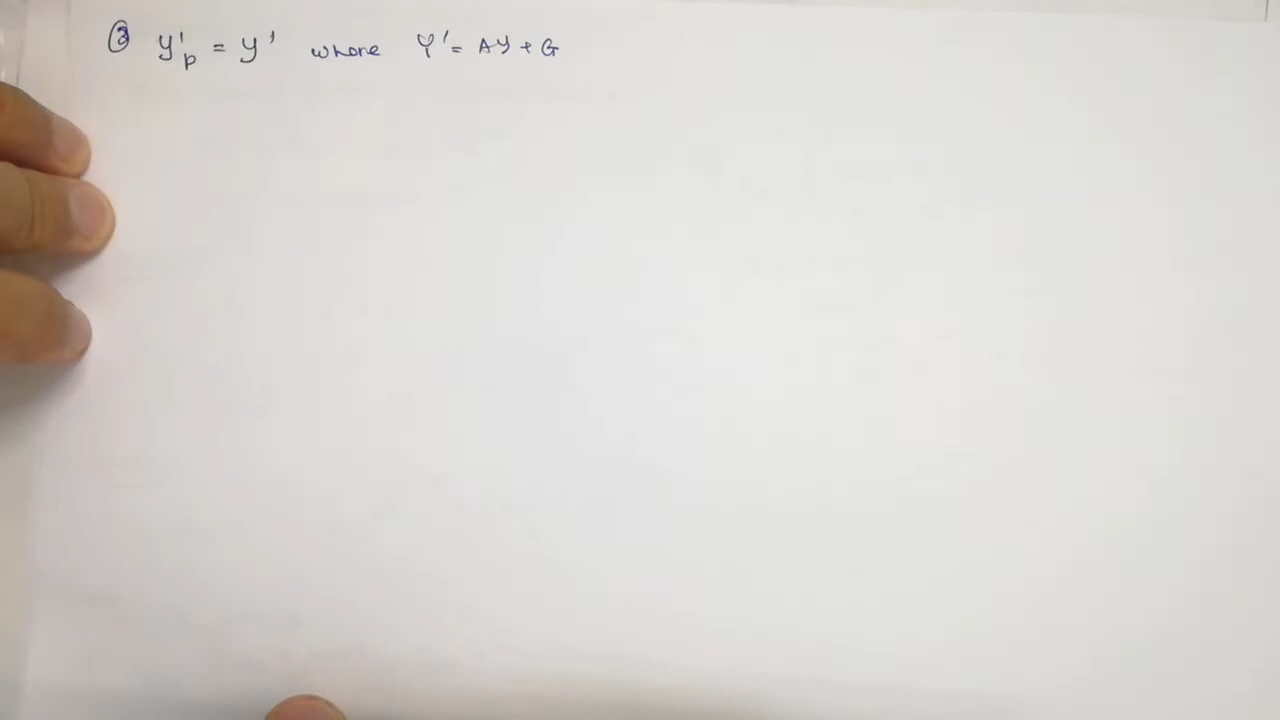 ③ y'p = y' where Y' = AY + G